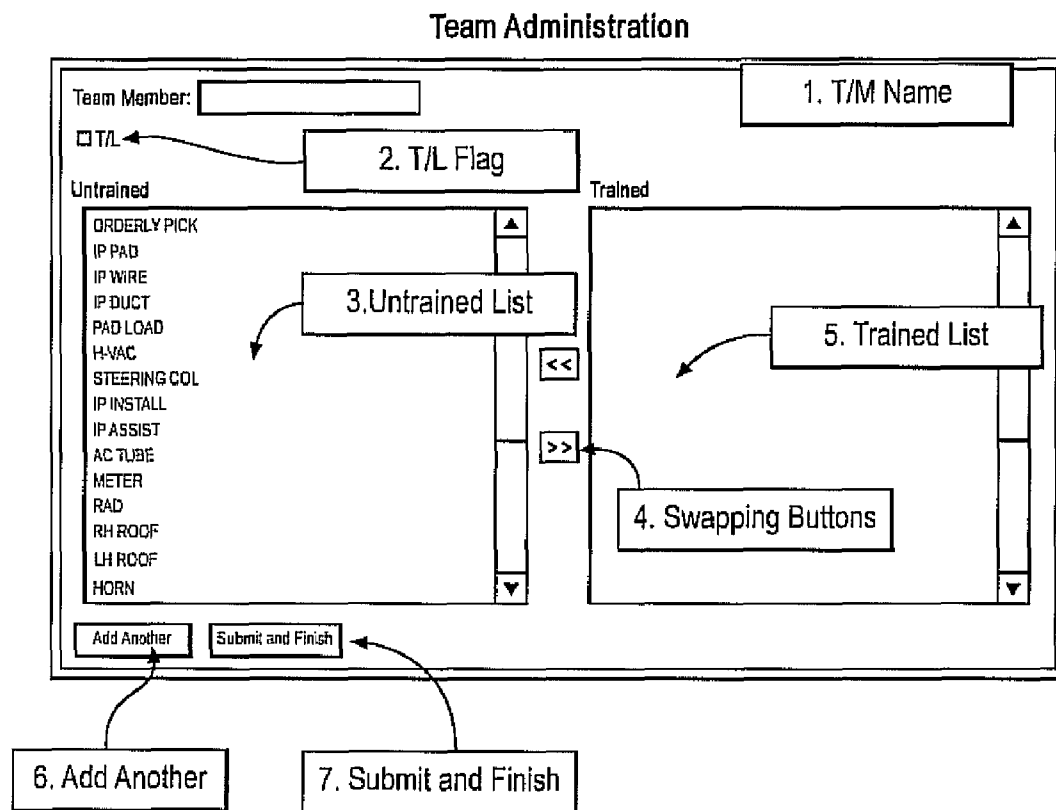 Team Administration
Team Member:
1. T/M Name
T/L
2. T/L Flag
Untrained
Trained
ORDERLY PICK
IP PAD
IP WIRE
IP DUCT
PAD LOAD
H-VAC
STEERING COL
IP INSTALL
IP ASSIST
AC TUBE
METER
RAD
RH ROOF
LH ROOF
HORN
3.Untrained List
<<
>>
5. Trained List
4. Swapping Buttons
Add Another
Submit and Finish
6. Add Another
7. Submit and Finish